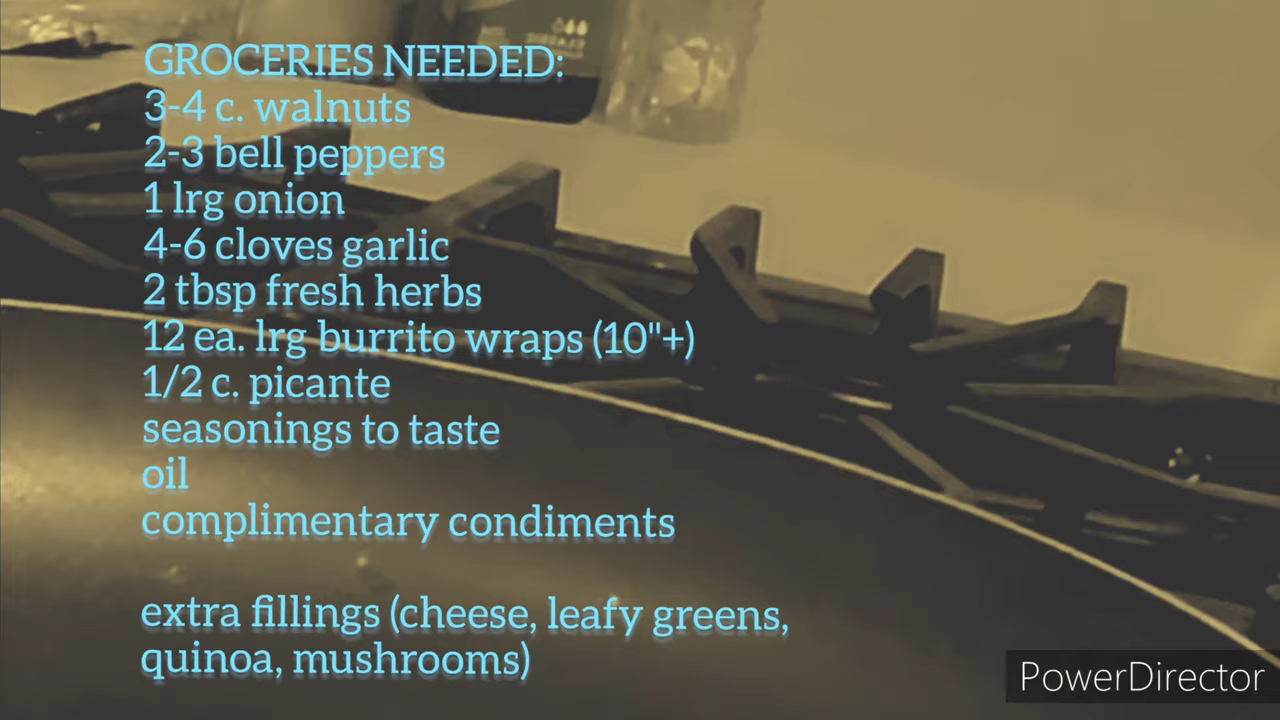 GROCERIES NEEDED:
3-4 c. walnuts
2-3 bell peppers
1 lrg onion
4-6 cloves garlic
2 tbsp fresh herbs
12 ea. lrg burrito wraps (10"+)
1/2 c. picante
seasonings to taste
oil
complimentary condiments
extra fillings (cheese, leafy greens,
quinoa, mushrooms)
PowerDirector